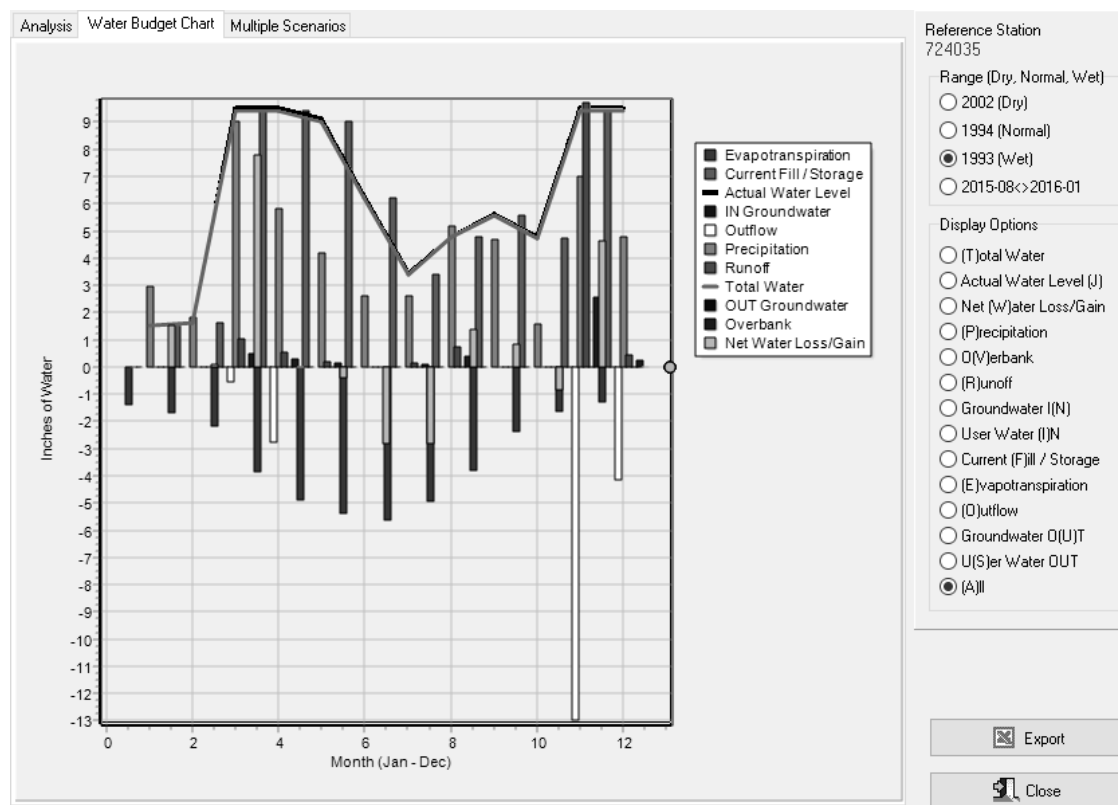 Analysis
Water Budget Chart
Multiple Scenarios
9
8
7
6
5
4
3
2
1
0
-1
-2
-3
-4
-5
-6
-7
-8
-9
-10
-11
-12
-13
Inches of Water
0 2 4 6 8 10 12
Month (Jan - Dec)
Evapotranspiration
Current Fill / Storage
Actual Water Level
IN Groundwater
Outflow
Precipitation
Runoff
Total Water
OUT Groundwater
Overbank
Net Water Loss/Gain
Reference Station
724035
Range (Dry, Normal, Wet)
2002 (Dry)
1994 (Normal)
1993 (Wet)
2015-08<>2016-01
Display Options
(T)otal Water
Actual Water Level (J)
Net (W)ater Loss/Gain
(P)recipitation
O(V)erbank
(R)unoff
Groundwater I(N)
User Water (I)N
Current (F)ill / Storage
(E)vapotranspiration
(O)utflow
Groundwater O(U)T
U(S)er Water OUT
(A)ll
Export
Close